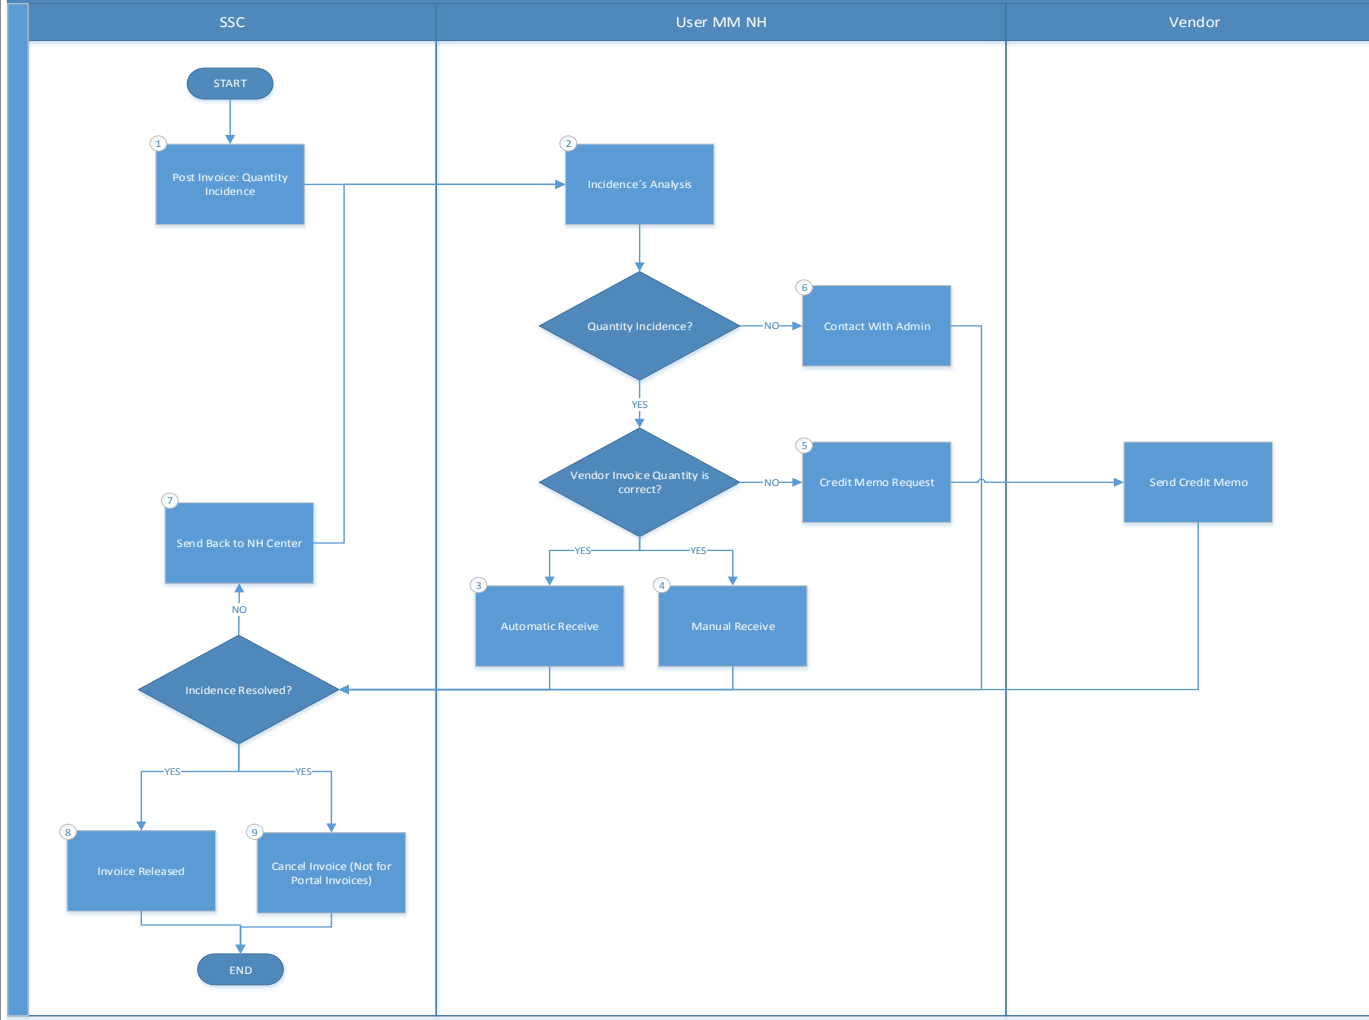 SSC
User MM NH
Vendor
START
1
Post Invoice: Quantity
Incidence
2
Incidence´s Analysis
Quantity Incidence?
NO
6
Contact With Admin
YES
Vendor Invoice Quantity is
correct?
NO
5
Credit Memo Request
Send Credit Memo
7
Send Back to NH Center
YES
YES
3
Automatic Receive
4
Manual Receive
NO
Incidence Resolved?
YES
YES
8
Invoice Released
9
Cancel Invoice (Not for
Portal Invoices)
END